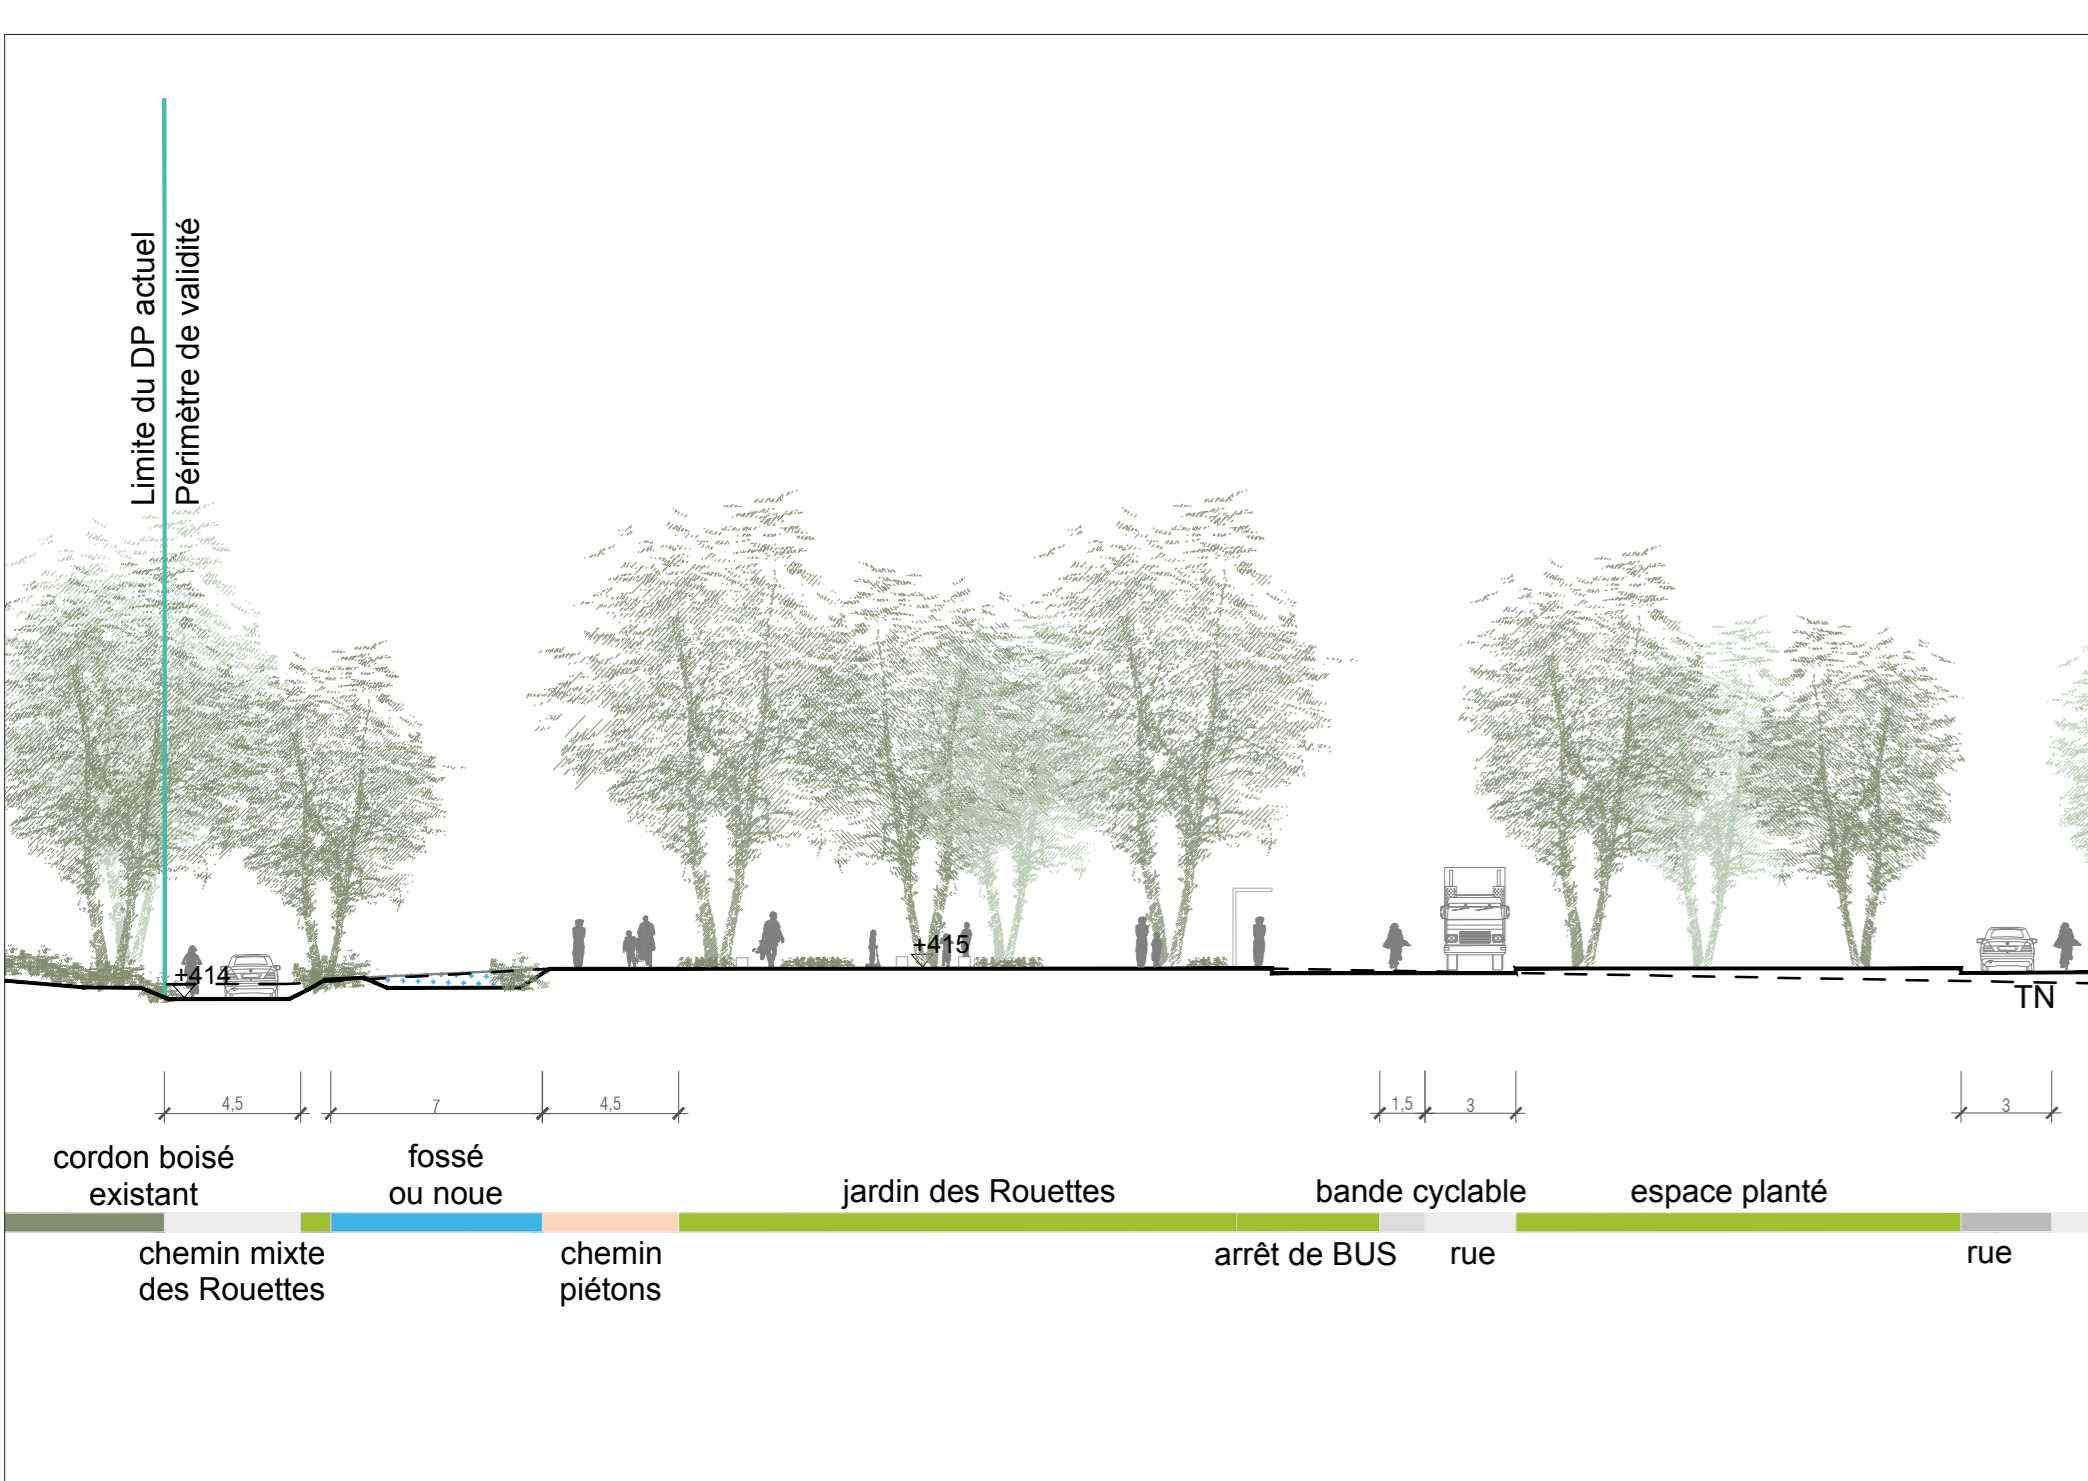 Limite du DP actuel
Périmètre de validité
+414
+415
TN
4,5
7
4,5
1,5
3
3
cordon boisé
existant
fossé
ou noue
jardin des Rouettes
bande cyclable
espace planté
chemin mixte
des Rouettes
chemin
piétons
arrêt de BUS
rue
rue